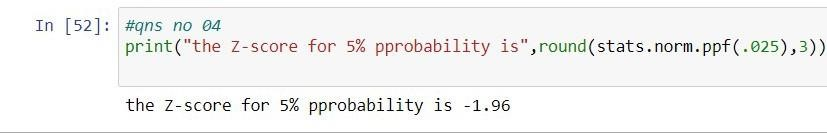 In [52]: #qns no 04
print("the Z-score for 5% pprobability is",round(stats.norm.ppf(.025),3))
the Z-score for 5% pprobability is -1.96